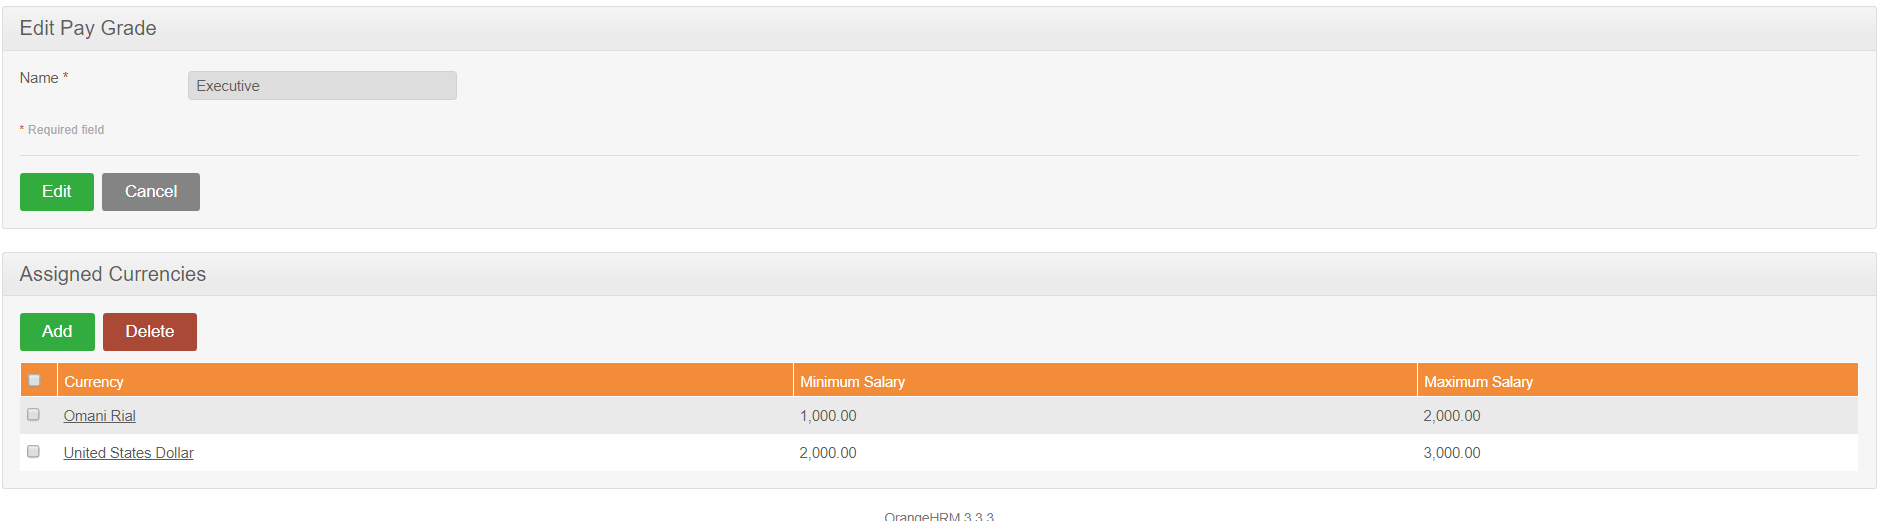 Edit Pay Grade
Name *
Executive
* Required field
Edit Cancel
Assigned Currencies
Add Delete
Currency Minimum Salary Maximum Salary
Omani Rial 1,000.00 2,000.00
United States Dollar 2,000.00 3,000.00
OrangeHRM 3.3.3